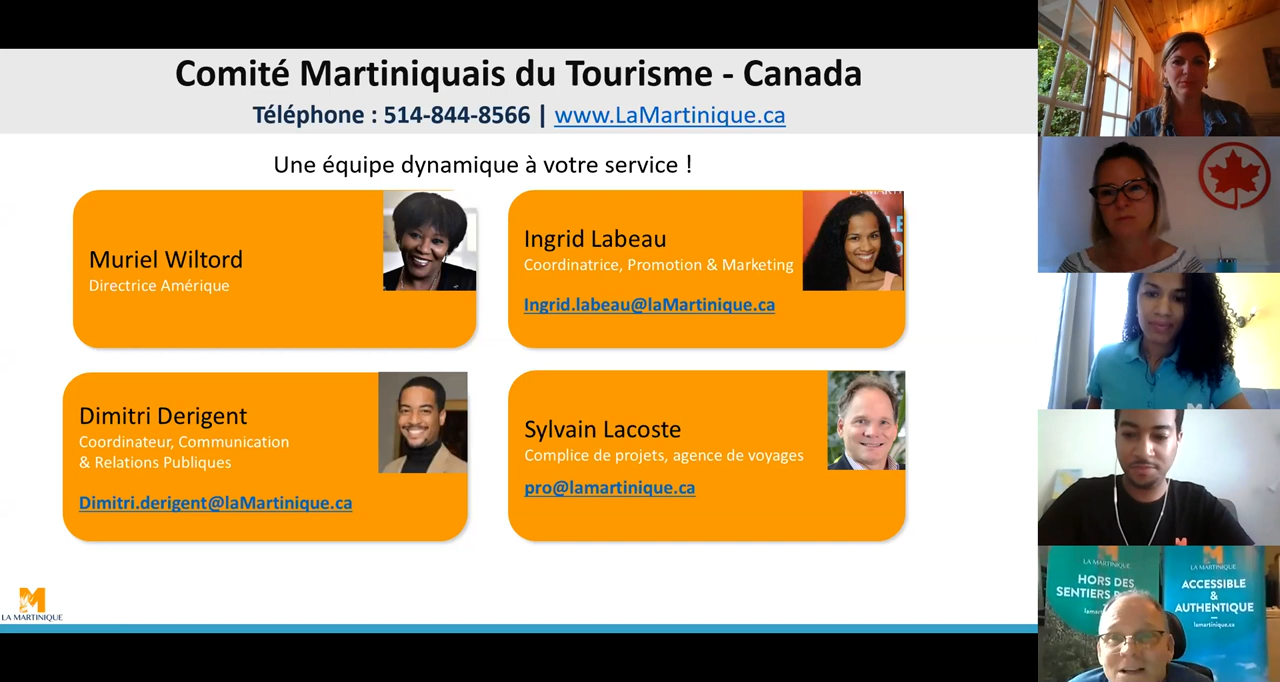 Comité Martiniquais du Tourisme - Canada
Téléphone : 514-844-8566 | www.LaMartinique.ca
Une équipe dynamique à votre service !
Muriel Wiltord
Directrice Amérique
Ingrid Labeau
Coordinatrice, Promotion & Marketing
Ingrid.labeau@laMartinique.ca
Dimitri Derigent
Coordinateur, Communication
& Relations Publiques
Dimitri.derigent@laMartinique.ca
Sylvain Lacoste
Complice de projets, agence de voyages
pro@lamartinique.ca
LA MARTINIQUE
LA MARTINIQUE
HORS DES
SENTIERS
LA MARTINIQUE
ACCESSIBLE
&
AUTHENTIQUE
lamartinique.ca